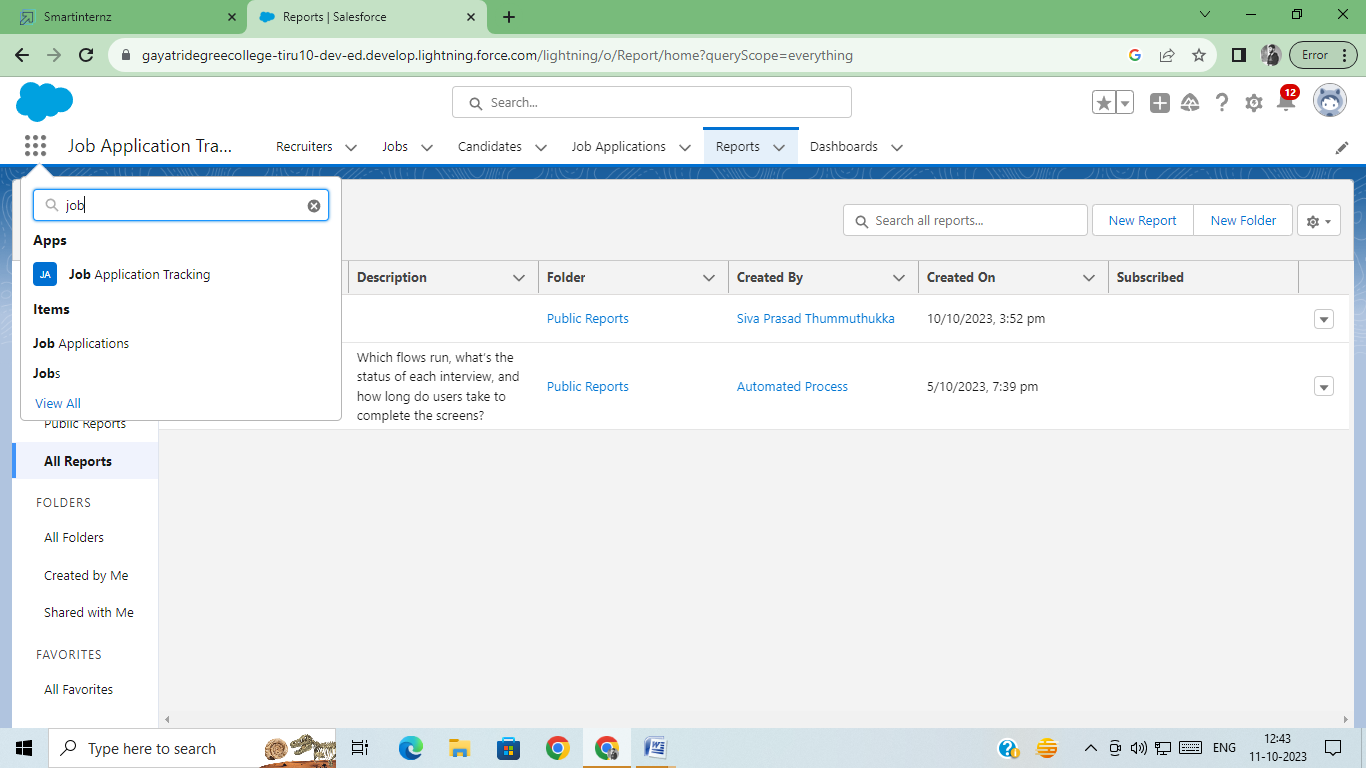 Smartinternz
Reports | Salesforce
gayatridegreecollege-tiru10-dev-ed.develop.lightning.force.com/lightning/o/Report/home?queryScope=everything
Error
Search...
12
Job Application Tra...
Recruiters
Jobs
Candidates
Job Applications
Reports
Dashboards
job
Apps
JA
Job Application Tracking
Items
Job Applications
Jobs
View All
Search all reports...
New Report
New Folder
Description
Folder
Created By
Created On
Subscribed
Public Reports
Siva Prasad Thummuthukka
10/10/2023, 3:52 pm
Which flows run, what's the
status of each interview, and
how long do users take to
complete the screens?
Public Reports
Automated Process
5/10/2023, 7:39 pm
Public Reports
All Reports
FOLDERS
All Folders
Created by Me
Shared with Me
FAVORITES
All Favorites
Type here to search
ENG
12:43
11-10-2023